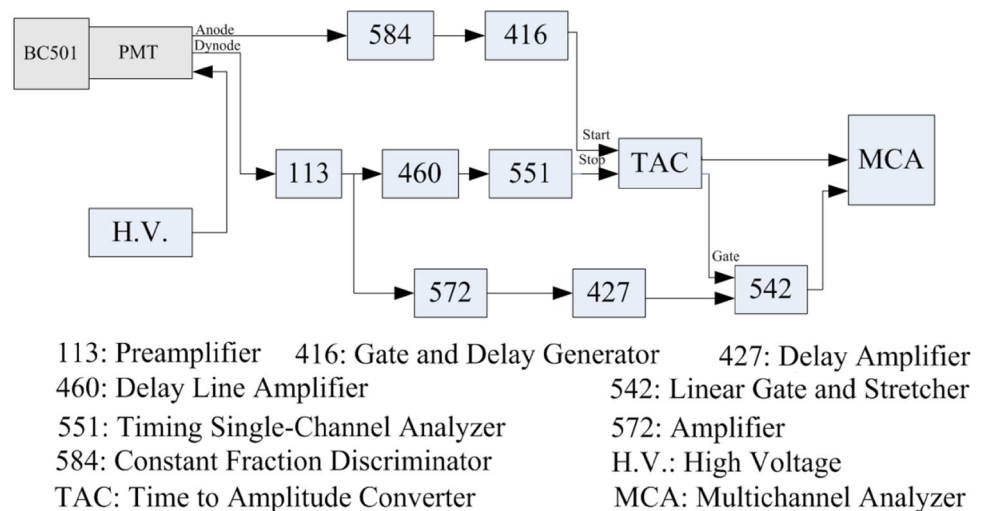 Anode
584
416
BC501
PMT
Dynode
Start
Stop
113
460
551
TAC
MCA
H.V.
Gate
572
427
542
113: Preamplifier
416: Gate and Delay Generator
427: Delay Amplifier
460: Delay Line Amplifier
542: Linear Gate and Stretcher
551: Timing Single-Channel Analyzer
572: Amplifier
584: Constant Fraction Discriminator
H.V.: High Voltage
TAC: Time to Amplitude Converter
MCA: Multichannel Analyzer